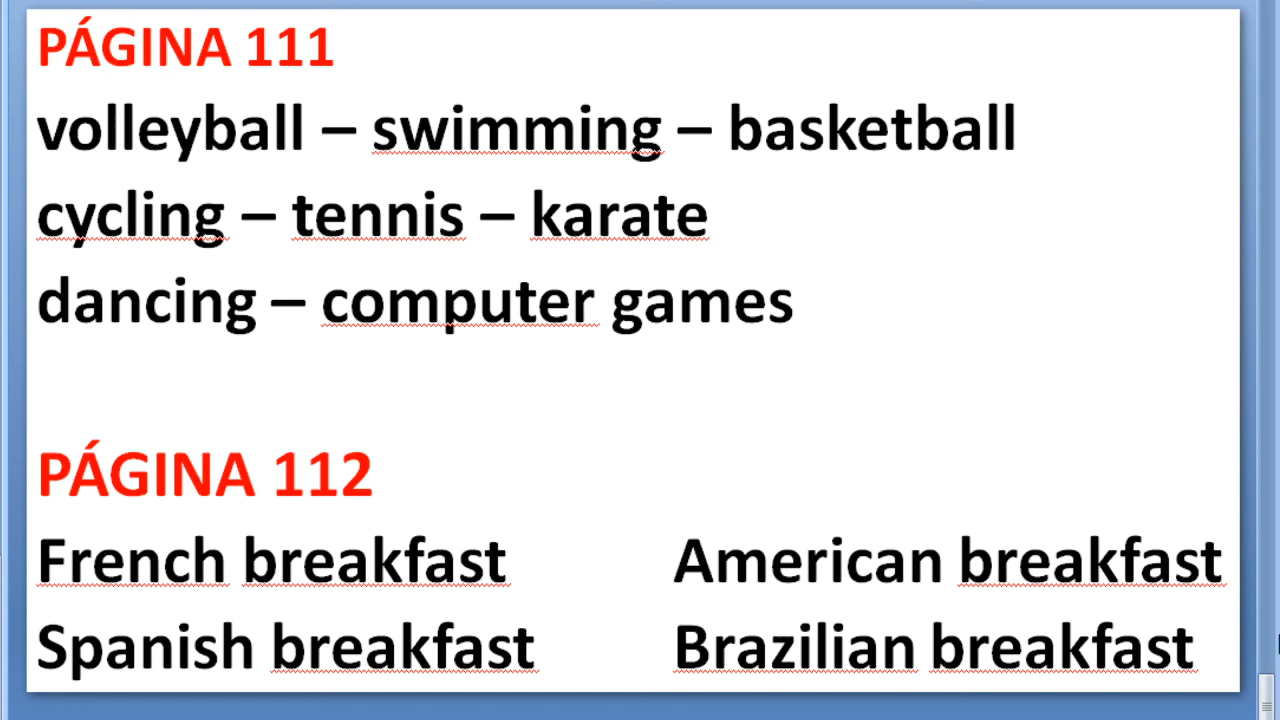 PÁGINA 111
volleyball – swimming – basketball
cycling – tennis – karate
dancing – computer games
PÁGINA 112
French breakfast American breakfast
Spanish breakfast Brazilian breakfast